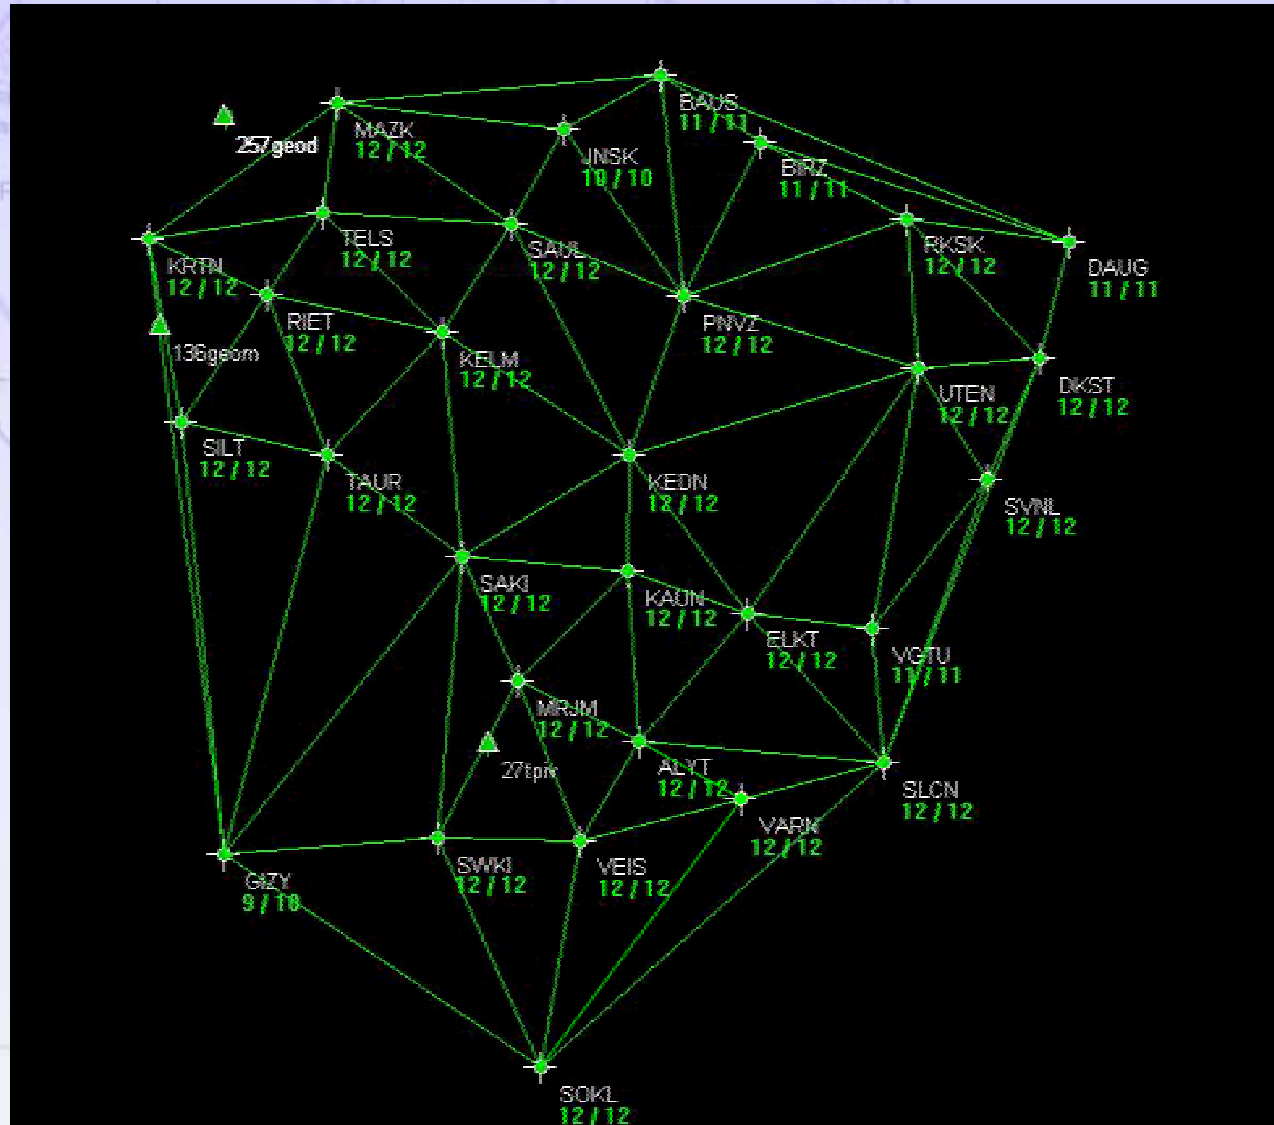 BAUS
11 / 11
MAZK
12 / 12
257geod
JNSK
10 / 10
BIRZ
11 / 11
TELS
12 / 12
SAUL
12 / 12
RKSK
12 / 12
KRTN
12 / 12
DAUG
11 / 11
RIET
12 / 12
PNVZ
12 / 12
136geom
KELM
12 / 12
UTEN
12 / 12
DKST
12 / 12
SILT
12 / 12
TAUR
12 / 12
KEDN
12 / 12
SVNL
12 / 12
SAKI
12 / 12
KAUN
12 / 12
ELKT
12 / 12
VGTU
11 / 11
MRJM
12 / 12
27tpiv
ALYT
12 / 12
SLCN
12 / 12
VARN
12 / 12
SWKI
12 / 12
VEIS
12 / 12
GIZY
9 / 10
SOKL
12 / 12